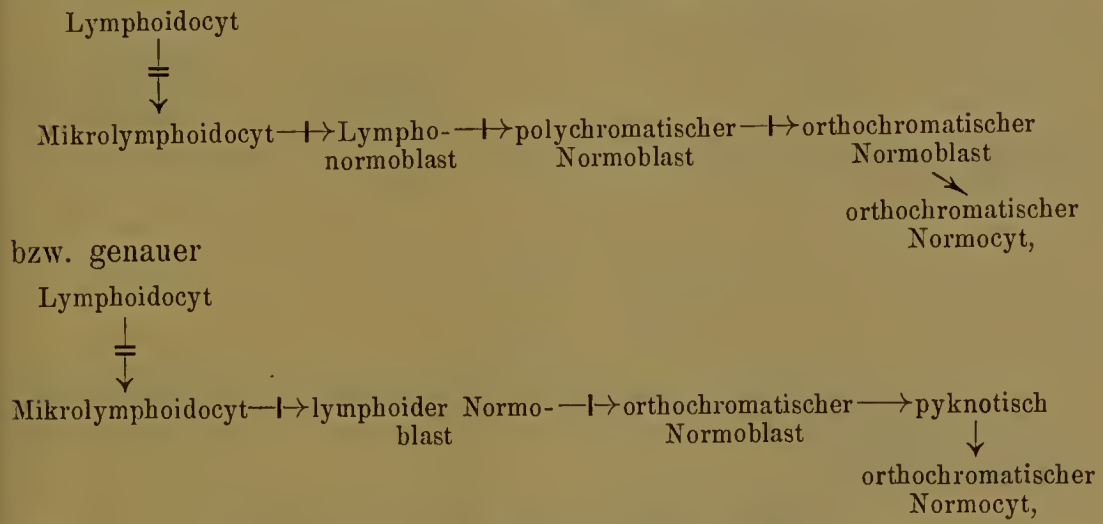 Lymphoidocyt
Mikrolymphoidocyt Lympho- polychromatischer orthochromatischer
normoblast Normoblast Normoblast
orthochromatischer
Normocyt,
bzw. genauer
Lymphoidocyt
Mikrolymphoidocyt lymphoider Normo- orthochromatischer pyknotisch
blast Normoblast
orthochromatischer
Normocyt,